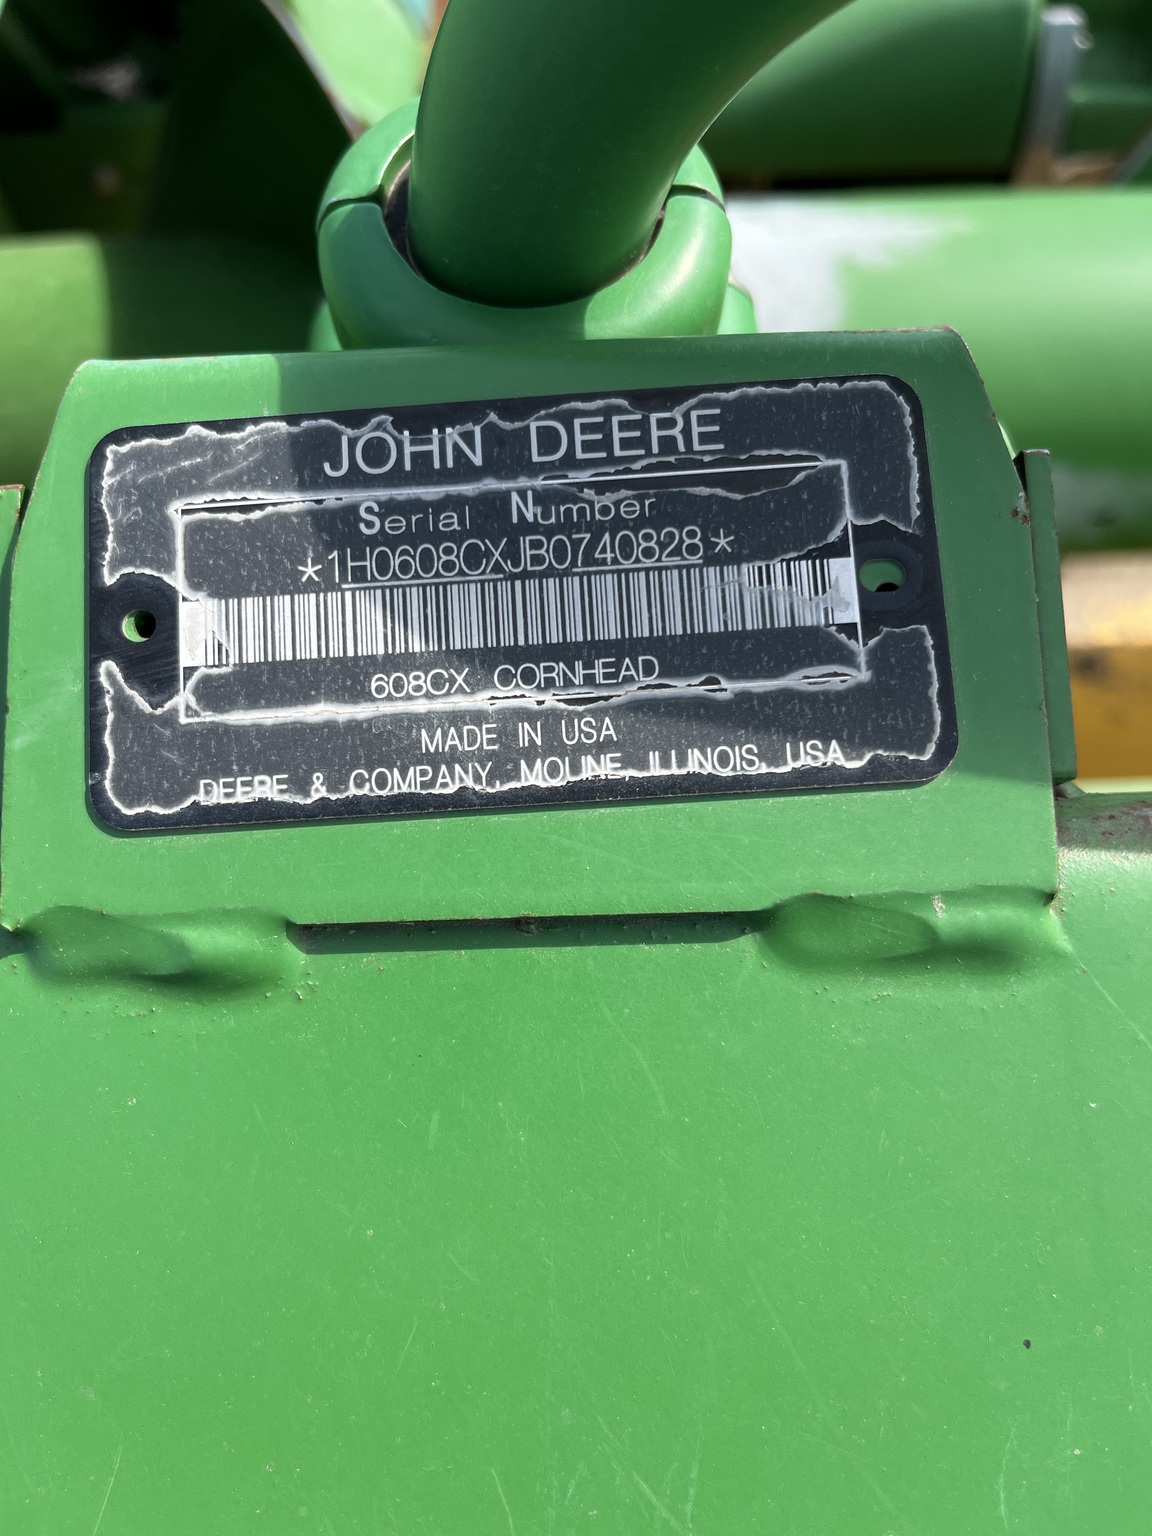 JOHN DEERE
Serial Number
*1H0608CXJB0740828*
608CX CORNHEAD
MADE IN USA
DEERE & COMPANY, MOLINE, ILLINOIS, USA